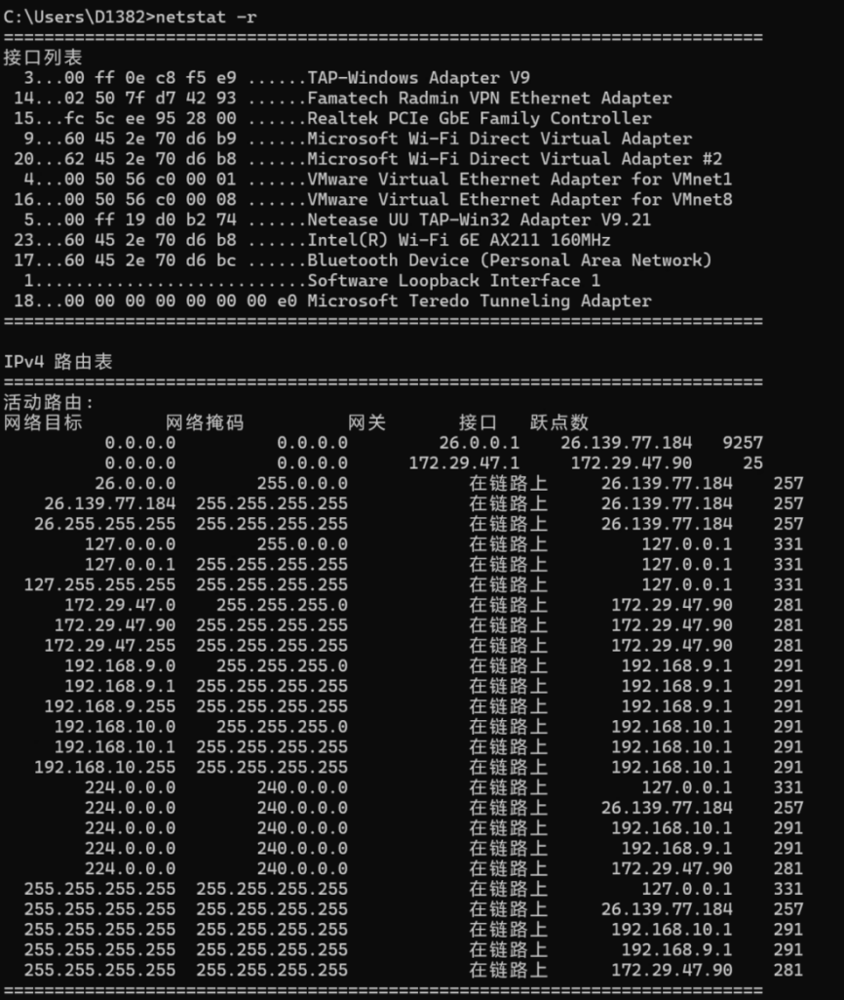 C:\Users\D1382>netstat -r
===========================================================================
接口列表
  3...00 ff 0e c8 f5 e9 ......TAP-Windows Adapter V9
 14...02 50 7f d7 42 93 ......Famatech Radmin VPN Ethernet Adapter
 15...fc 5c ee 95 28 00 ......Realtek PCIe GbE Family Controller
  9...60 45 2e 70 d6 b9 ......Microsoft Wi-Fi Direct Virtual Adapter
 20...62 45 2e 70 d6 b8 ......Microsoft Wi-Fi Direct Virtual Adapter #2
  4...00 50 56 c0 00 01 ......VMware Virtual Ethernet Adapter for VMnet1
 16...00 50 56 c0 00 08 ......VMware Virtual Ethernet Adapter for VMnet8
  5...00 ff 19 d0 b2 74 ......Netease UU TAP-Win32 Adapter V9.21
 23...60 45 2e 70 d6 b8 ......Intel(R) Wi-Fi 6E AX211 160MHz
 17...60 45 2e 70 d6 bc ......Bluetooth Device (Personal Area Network)
  1...........................Software Loopback Interface 1
 18...00 00 00 00 00 00 00 e0 Microsoft Teredo Tunneling Adapter
===========================================================================
IPv4 路由表
===========================================================================
活动路由:
网络目标        网络掩码          网关       接口   跃点数
          0.0.0.0          0.0.0.0         26.0.0.1    26.139.77.184   9257
          0.0.0.0          0.0.0.0      172.29.47.1     172.29.47.90     25
         26.0.0.0        255.0.0.0            在链路上     26.139.77.184    257
    26.139.77.184  255.255.255.255            在链路上     26.139.77.184    257
   26.255.255.255  255.255.255.255            在链路上     26.139.77.184    257
        127.0.0.0        255.0.0.0            在链路上         127.0.0.1    331
        127.0.0.1  255.255.255.255            在链路上         127.0.0.1    331
  127.255.255.255  255.255.255.255            在链路上         127.0.0.1    331
      172.29.47.0    255.255.255.0            在链路上      172.29.47.90    281
     172.29.47.90  255.255.255.255            在链路上      172.29.47.90    281
    172.29.47.255  255.255.255.255            在链路上      172.29.47.90    281
      192.168.9.0    255.255.255.0            在链路上       192.168.9.1    291
      192.168.9.1  255.255.255.255            在链路上       192.168.9.1    291
    192.168.9.255  255.255.255.255            在链路上       192.168.9.1    291
     192.168.10.0    255.255.255.0            在链路上      192.168.10.1    291
     192.168.10.1  255.255.255.255            在链路上      192.168.10.1    291
   192.168.10.255  255.255.255.255            在链路上      192.168.10.1    291
        224.0.0.0        240.0.0.0            在链路上         127.0.0.1    331
        224.0.0.0        240.0.0.0            在链路上     26.139.77.184    257
        224.0.0.0        240.0.0.0            在链路上      192.168.10.1    291
        224.0.0.0        240.0.0.0            在链路上       192.168.9.1    291
        224.0.0.0        240.0.0.0            在链路上      172.29.47.90    281
  255.255.255.255  255.255.255.255            在链路上         127.0.0.1    331
  255.255.255.255  255.255.255.255            在链路上     26.139.77.184    257
  255.255.255.255  255.255.255.255            在链路上      192.168.10.1    291
  255.255.255.255  255.255.255.255            在链路上       192.168.9.1    291
  255.255.255.255  255.255.255.255            在链路上      172.29.47.90    281
===========================================================================